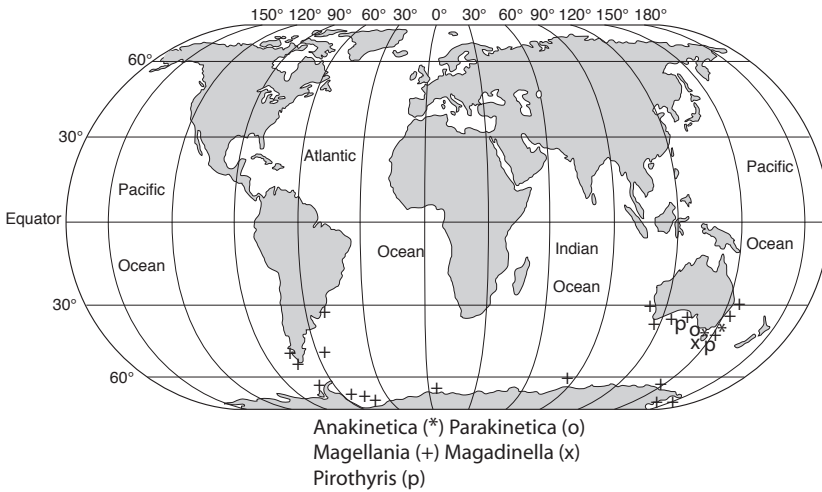 150° 120° 90° 60° 30° 0° 30° 60° 90° 120° 150° 180°
60°
30°
Atlantic
Pacific
Pacific
Equator
Ocean
Indian
Ocean
Ocean
Ocean
30°
p o
x p
60°
Anakinetica (*) Parakinetica (o)
Magellania (+) Magadinella (x)
Pirothyris (p)